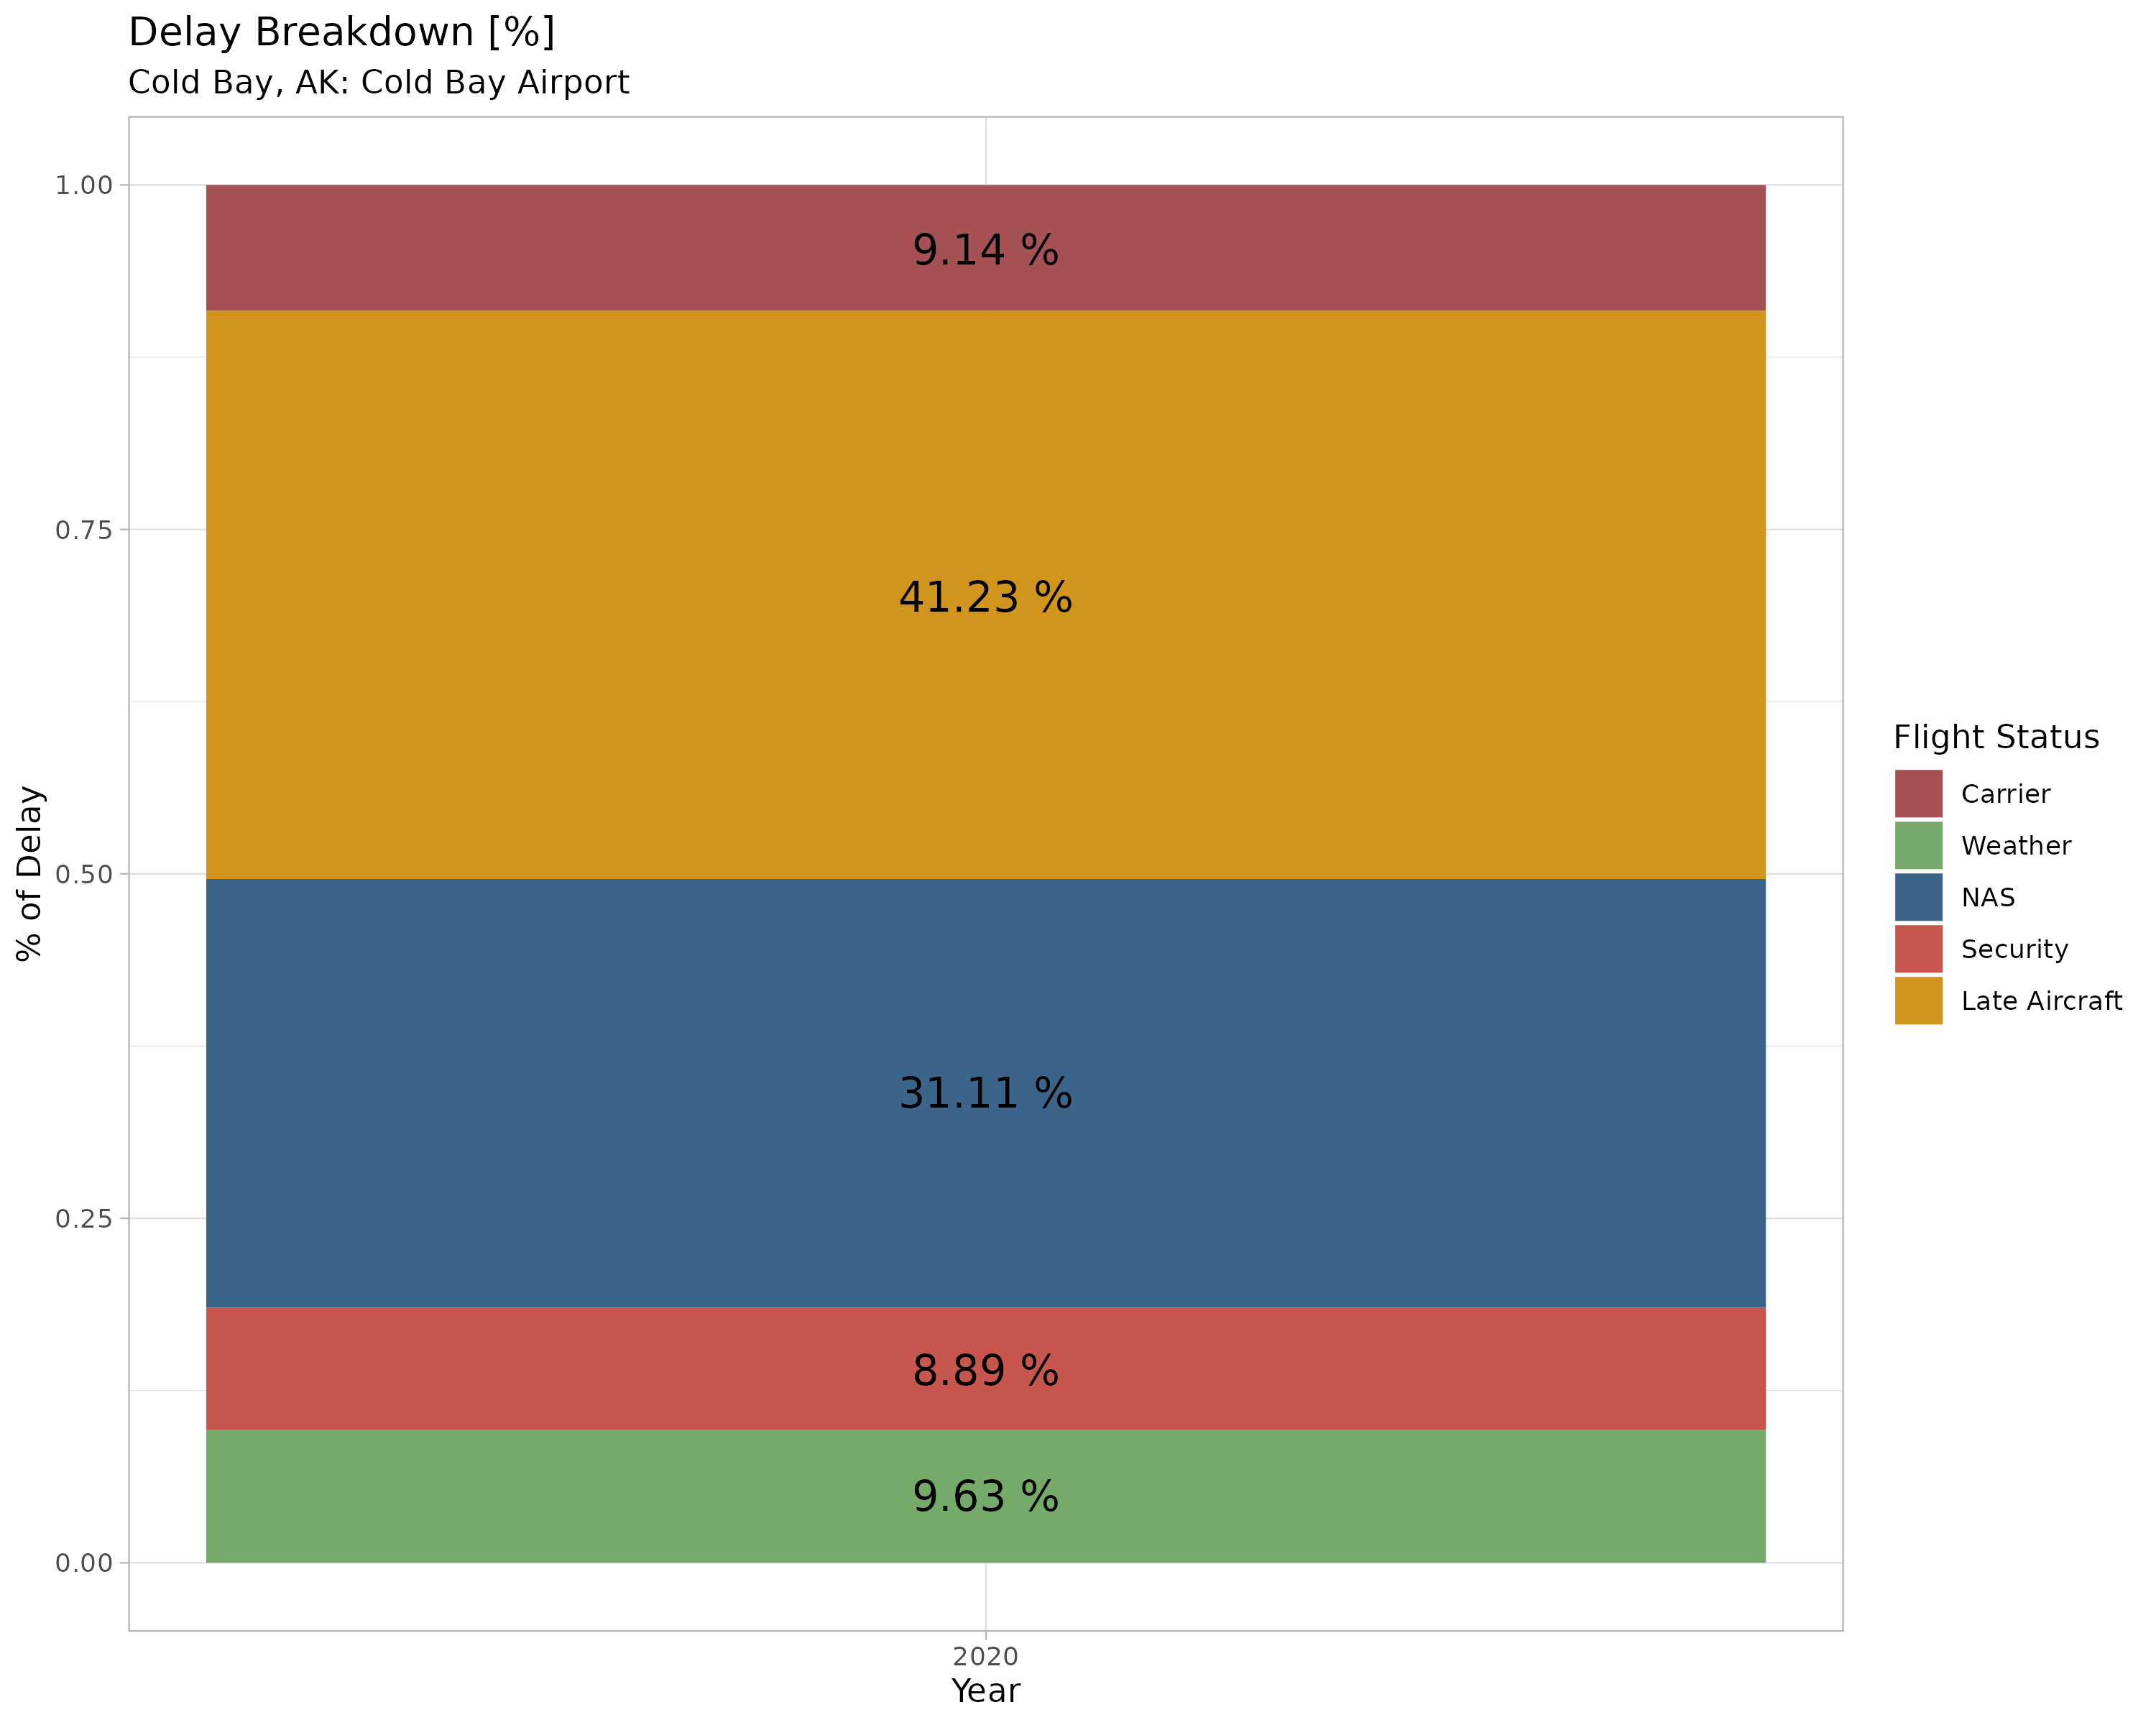 Delay Breakdown [%]
Cold Bay, AK: Cold Bay Airport
% of Delay
1.00
0.75
0.50
0.25
0.00
9.14 %
41.23 %
31.11 %
8.89 %
9.63 %
2020
Year
Flight Status
Carrier
Weather
NAS
Security
Late Aircraft